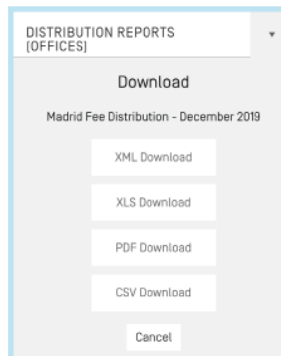 DISTRIBUTION REPORTS
(OFFICES)
Download
Madrid Fee Distribution - December 2019
XML Download
XLS Download
PDF Download
CSV Download
Cancel